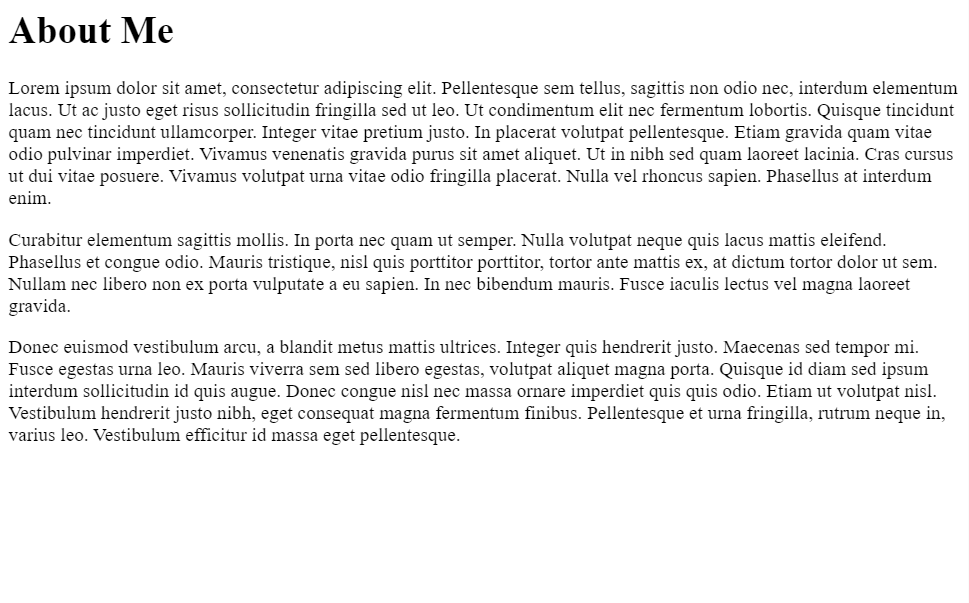 About Me
Lorem ipsum dolor sit amet, consectetur adipiscing elit. Pellentesque sem tellus, sagittis non odio nec, interdum elementum
lacus. Ut ac justo eget risus sollicitudin fringilla sed ut leo. Ut condimentum elit nec fermentum lobortis. Quisque tincidunt
quam nec tincidunt ullamcorper. Integer vitae pretium justo. In placerat volutpat pellentesque. Etiam gravida quam vitae
odio pulvinar imperdiet. Vivamus venenatis gravida purus sit amet aliquet. Ut in nibh sed quam laoreet lacinia. Cras cursus
ut dui vitae posuere. Vivamus volutpat urna vitae odio fringilla placerat. Nulla vel rhoncus sapien. Phasellus at interdum
enim.
Curabitur elementum sagittis mollis. In porta nec quam ut semper. Nulla volutpat neque quis lacus mattis eleifend.
Phasellus et congue odio. Mauris tristique, nisl quis porttitor porttitor, tortor ante mattis ex, at dictum tortor dolor ut sem.
Nullam nec libero non ex porta vulputate a eu sapien. In nec bibendum mauris. Fusce iaculis lectus vel magna laoreet
gravida.
Donec euismod vestibulum arcu, a blandit metus mattis ultrices. Integer quis hendrerit justo. Maecenas sed tempor mi.
Fusce egestas urna leo. Mauris viverra sem sed libero egestas, volutpat aliquet magna porta. Quisque id diam sed ipsum
interdum sollicitudin id quis augue. Donec congue nisl nec massa ornare imperdiet quis quis odio. Etiam ut volutpat nisl.
Vestibulum hendrerit justo nibh, eget consequat magna fermentum finibus. Pellentesque et urna fringilla, rutrum neque in,
varius leo. Vestibulum efficitur id massa eget pellentesque.